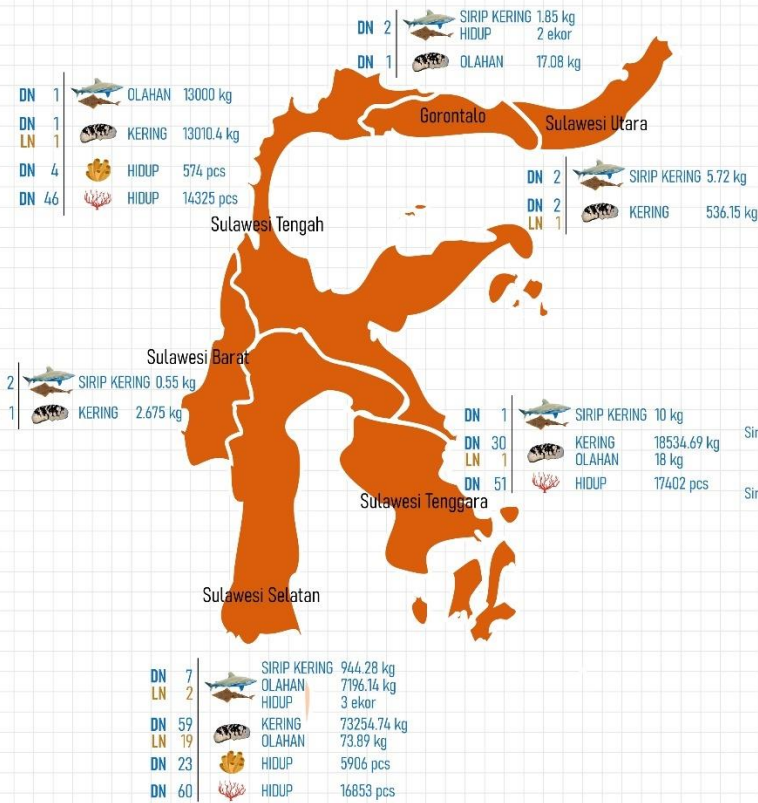 DN 2 SIRIP KERING 1.85 kg
HIDUP 2 ekor
DN 1 OLAHAN 17.08 kg
DN 1 OLAHAN 13000 kg
DN 1
LN 1 KERING 13010.4 kg
DN 4 HIDUP 574 pcs
DN 46 HIDUP 14325 pcs
Gorontalo
Sulawesi Utara
DN 2 SIRIP KERING 5.72 kg
DN 2
LN 1 KERING 536.15 kg
Sulawesi Tengah
Sulawesi Barat
2 SIRIP KERING 0.55 kg
1 KERING 2.675 kg
DN 1 SIRIP KERING 10 kg
DN 30 KERING 18534.69 kg
LN 1 OLAHAN 18 kg
DN 51 HIDUP 17402 pcs
Sir
Sir
Sulawesi Tenggara
Sulawesi Selatan
DN 7 SIRIP KERING 944.28 kg
LN 2 OLAHAN 7196.14 kg
HIDUP 3 ekor
DN 59 KERING 73254.74 kg
LN 19 OLAHAN 73.89 kg
DN 23 HIDUP 5906 pcs
DN 60 HIDUP 16853 pcs